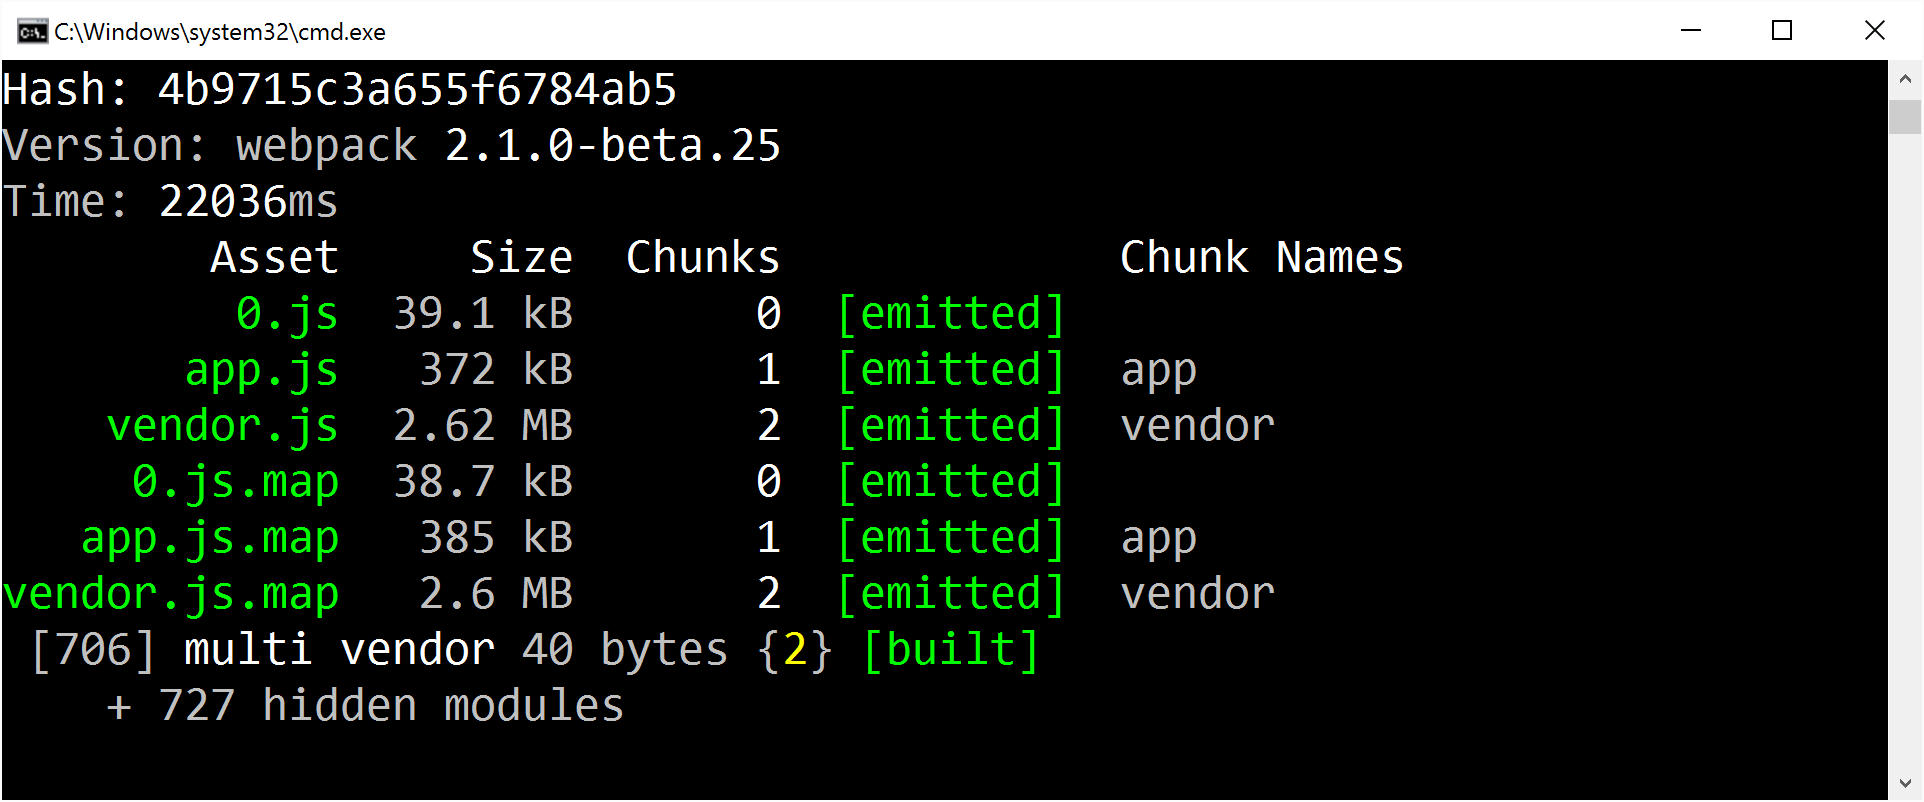 C:\Windows\system32\cmd.exe
Hash: 4b9715c3a655f6784ab5
Version: webpack 2.1.0-beta.25
Time: 22036ms
Asset Size Chunks Chunk Names
0.js 39.1 kB 0 [emitted]
app.js 372 kB 1 [emitted] app
vendor.js 2.62 MB 2 [emitted] vendor
0.js.map 38.7 kB 0 [emitted]
app.js.map 385 kB 1 [emitted] app
vendor.js.map 2.6 MB 2 [emitted] vendor
[706] multi vendor 40 bytes {2} [built]
+ 727 hidden modules